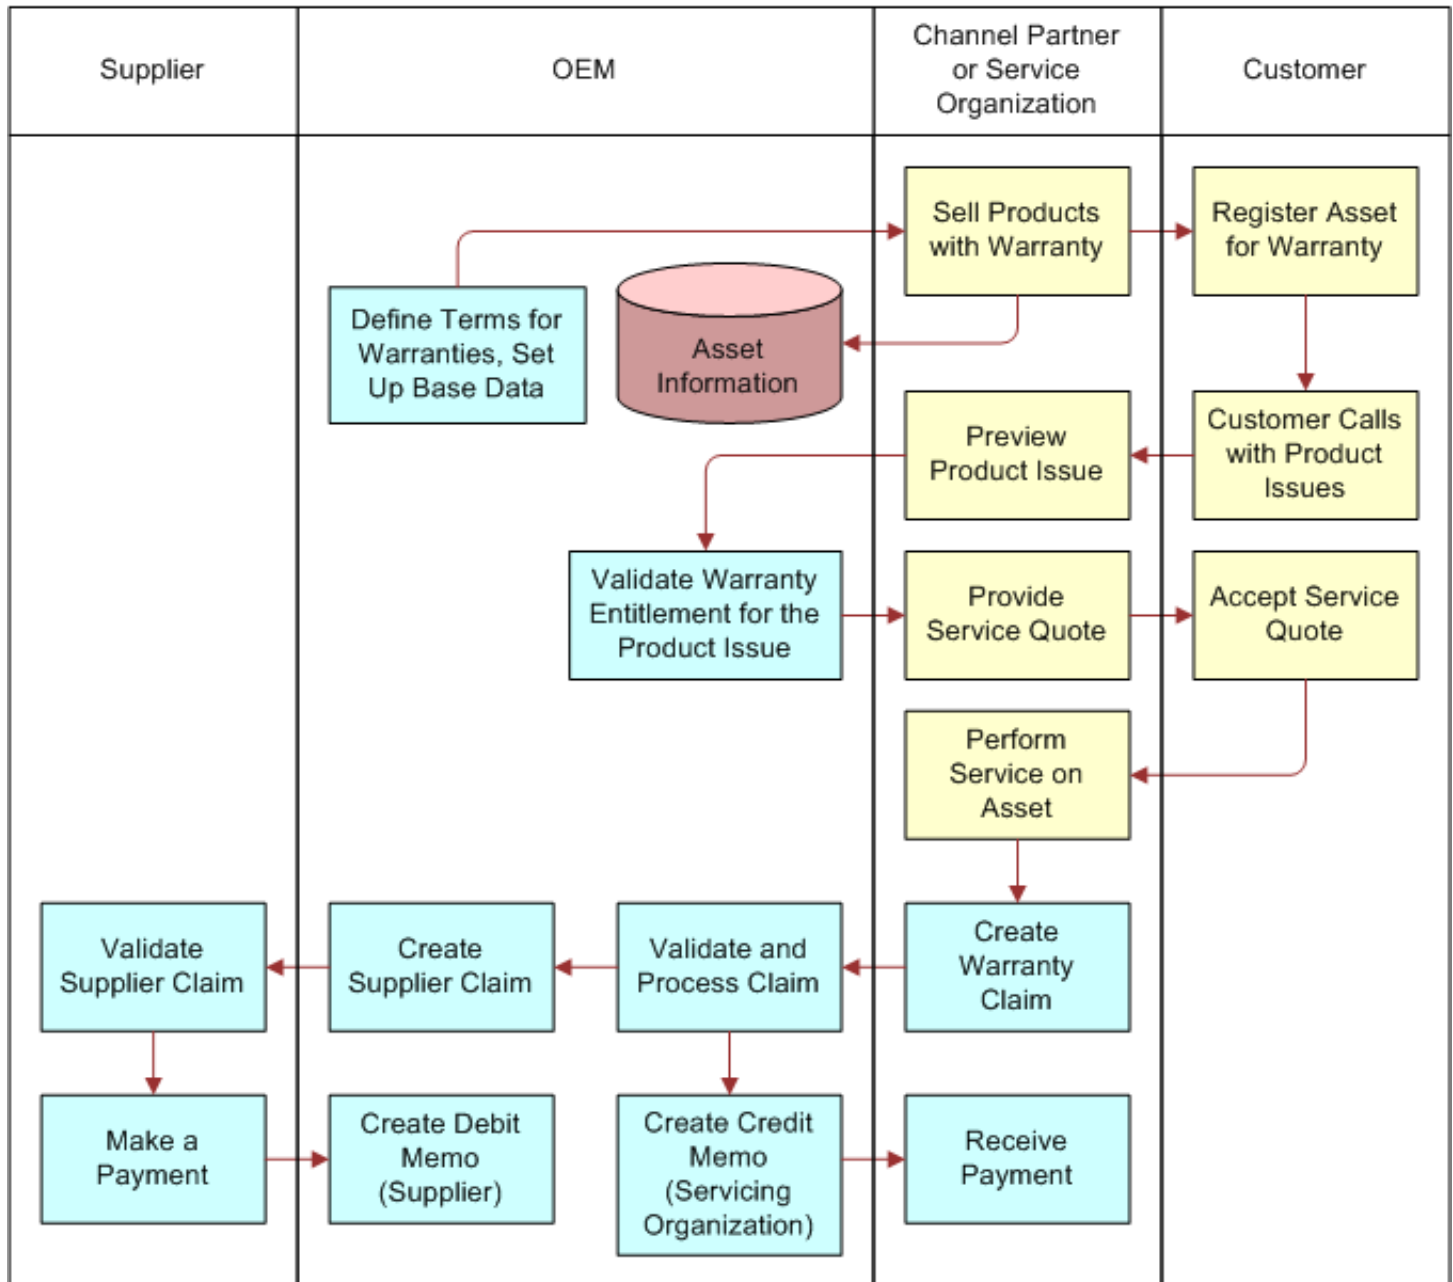 Supplier
OEM
Channel Partner
or Service
Organization
Customer
Sell Products
with Warranty
Register Asset
for Warranty
Define Terms for
Warranties, Set
Up Base Data
Asset
Information
Preview
Product Issue
Customer Calls
with Product
Issues
Validate Warranty
Entitlement for the
Product Issue
Provide
Service Quote
Accept Service
Quote
Perform
Service on
Asset
Validate
Supplier Claim
Create
Supplier Claim
Validate and
Process Claim
Create
Warranty
Claim
Make a
Payment
Create Debit
Memo
(Supplier)
Create Credit
Memo
(Servicing
Organization)
Receive
Payment